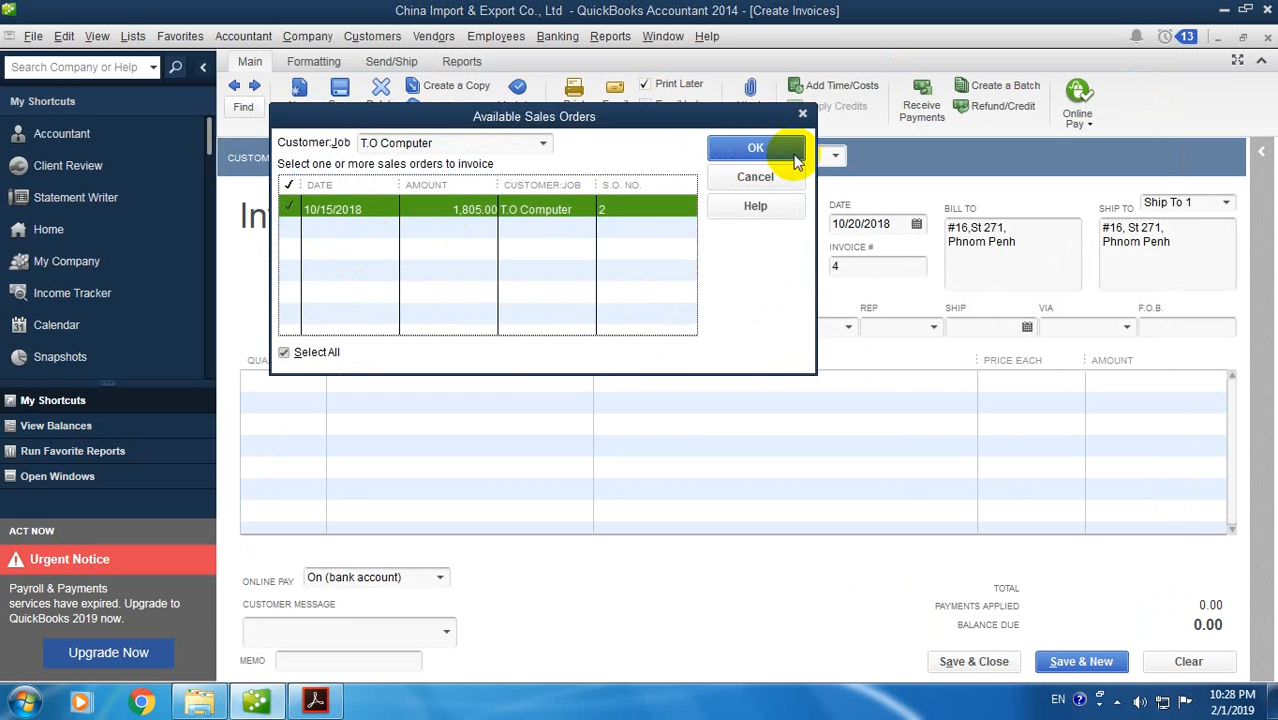 China Import & Export Co., Ltd - QuickBooks Accountant 2014 - [Create Invoices]
File Edit View Lists Favorites Accountant Company Customers Vendors Employees Banking Reports Window Help
13
Search Company or Help
Main Formatting Send/Ship Reports
My Shortcuts
Find
Create a Copy
Print Later
Add Time/Costs
Receive Payments
Create a Batch
Refund/Credit
Online Pay
Available Sales Orders
Customer:Job T.O Computer
Select one or more sales orders to invoice
DATE AMOUNT CUSTOMER:JOB S.O. NO.
10/15/2018 1,805.00 T.O Computer 2
Select All
OK
Cancel
Help
Accountant
Client Review
Statement Writer
Home
My Company
Income Tracker
Calendar
Snapshots
My Shortcuts
View Balances
Run Favorite Reports
Open Windows
ACT NOW
Urgent Notice
Payroll & Payments
services have expired. Upgrade to
QuickBooks 2019 now.
Upgrade Now
DATE
10/20/2018
INVOICE #
4
BILL TO
#16,St 271,
Phnom Penh
SHIP TO Ship To 1
#16, St 271,
Phnom Penh
REP SHIP VIA F.O.B.
PRICE EACH AMOUNT
ONLINE PAY On (bank account)
CUSTOMER MESSAGE
MEMO
TOTAL
PAYMENTS APPLIED 0.00
BALANCE DUE 0.00
Save & Close Save & New Clear
EN
10:28 PM
2/1/2019